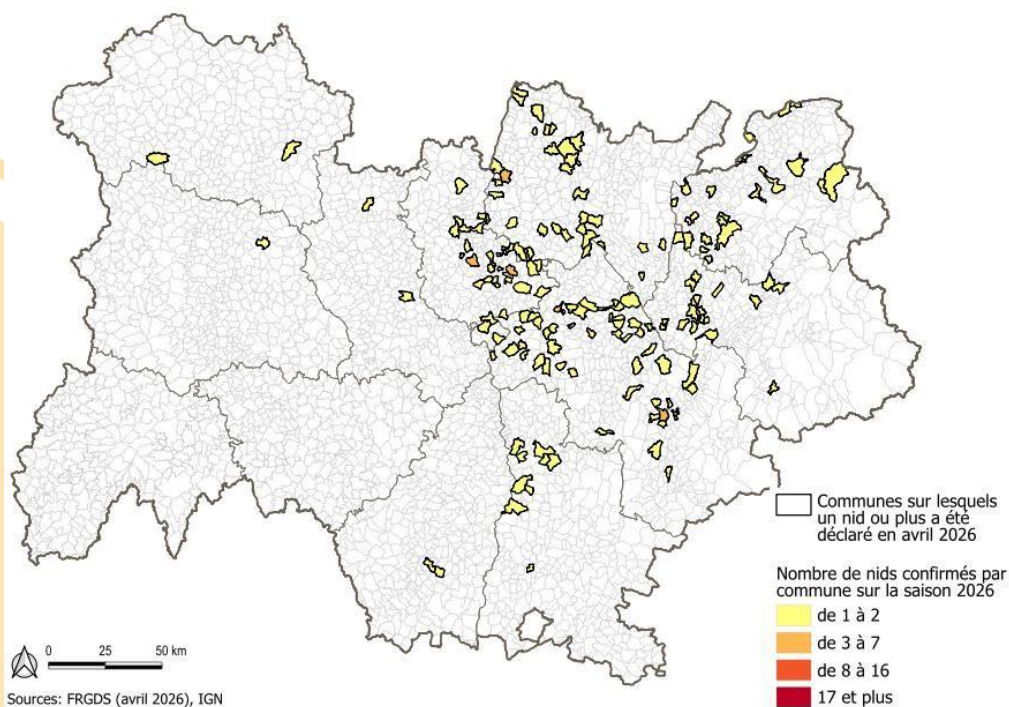 Communes sur lesquels
un nid ou plus a été
déclaré en avril 2026
Nombre de nids confirmés par
commune sur la saison 2026
de 1 à 2
de 3 à 7
de 8 à 16
17 et plus
0 25 50 km
Sources: FRGDS (avril 2026), IGN